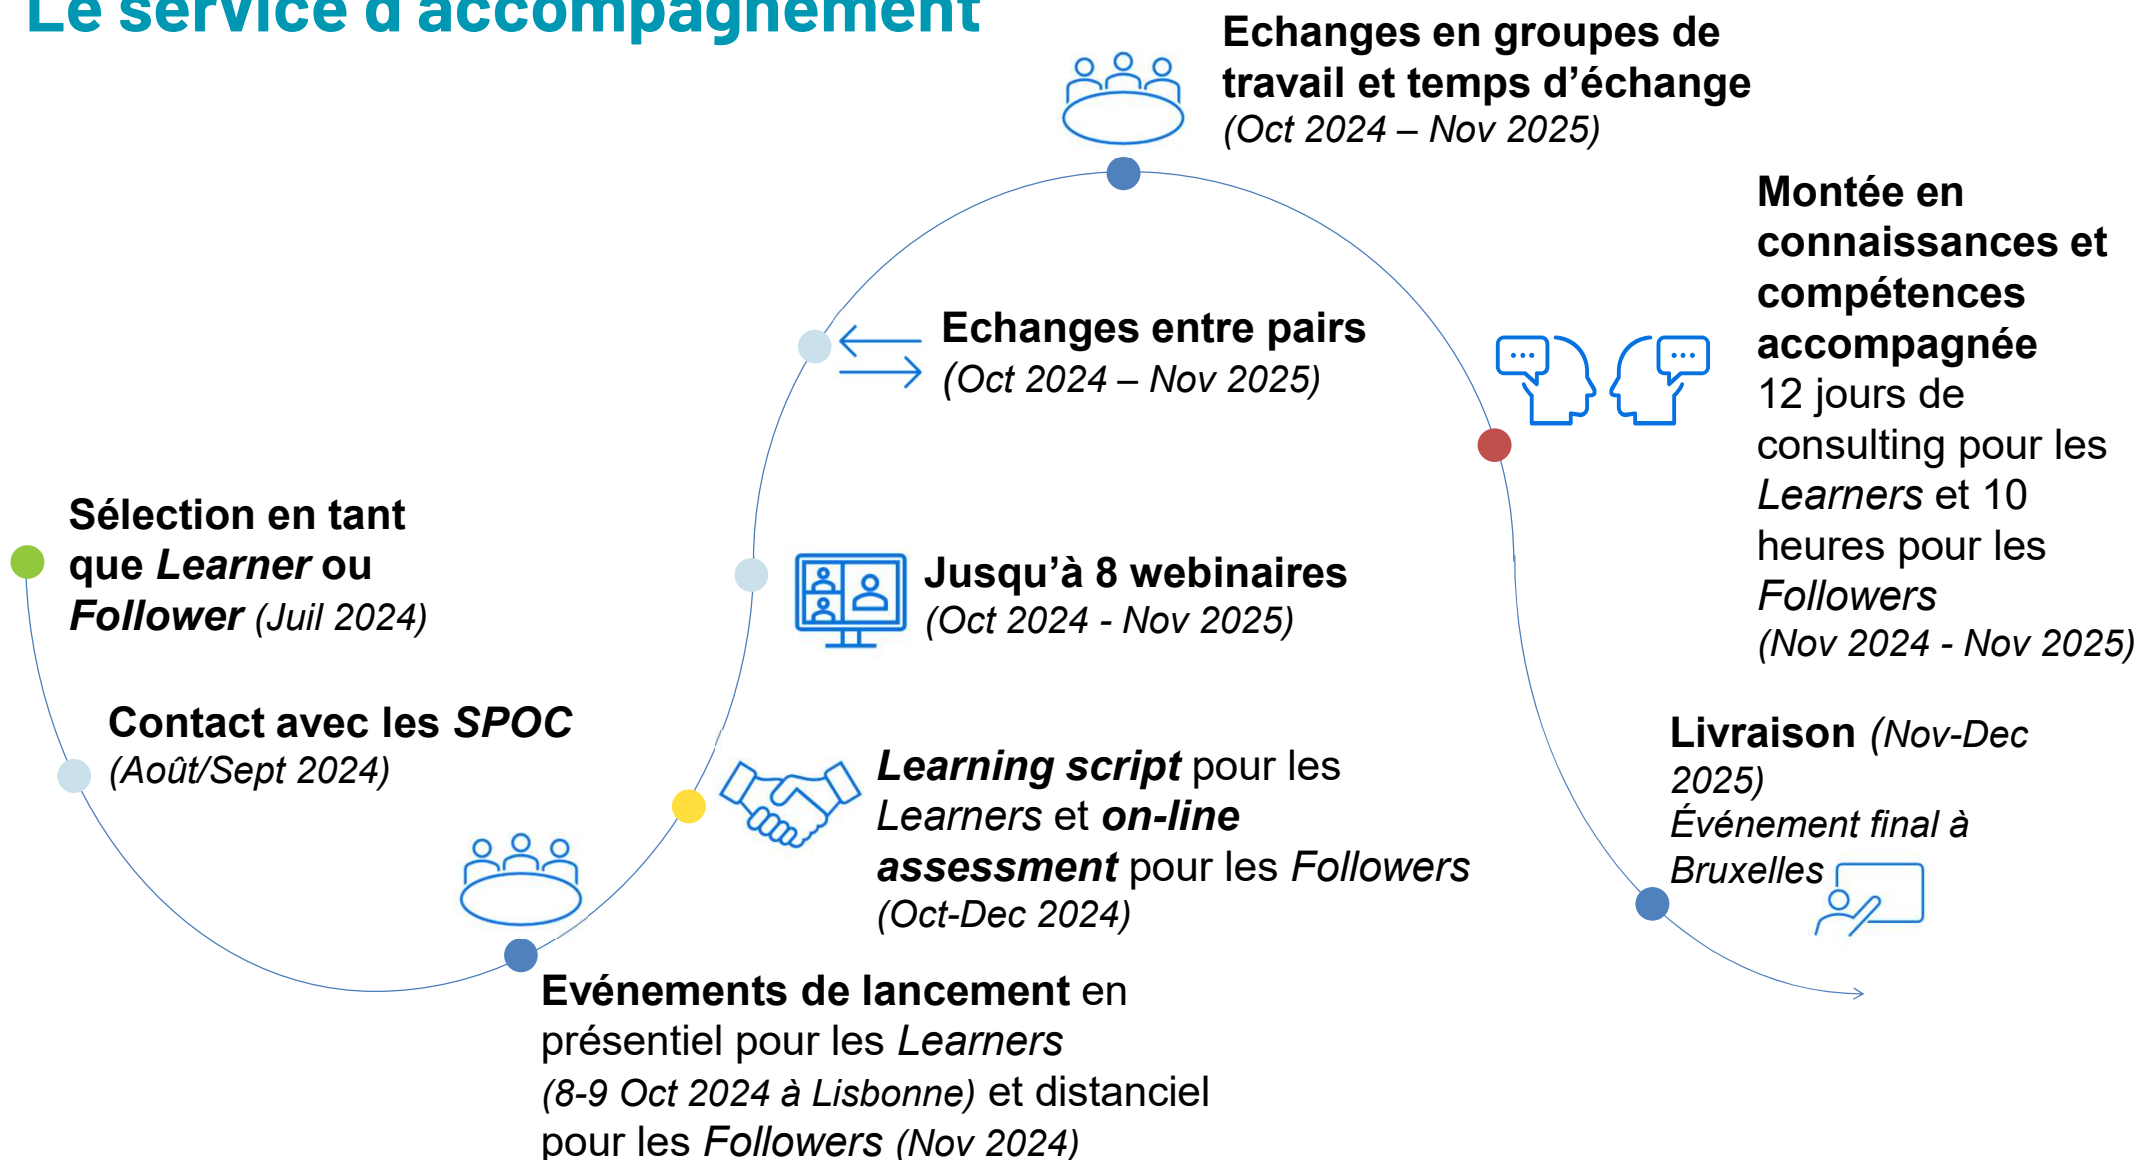 Le service d'accompagnement
Echanges en groupes de
travail et temps d’échange
(Oct 2024 – Nov 2025)
Montée en
connaissances et
compétences
accompagnée
12 jours de
consulting pour les
Learners et 10
heures pour les
Followers
(Nov 2024 - Nov 2025)
Echanges entre pairs
(Oct 2024 – Nov 2025)
Sélection en tant
que Learner ou
Follower (Juil 2024)
Jusqu’à 8 webinaires
(Oct 2024 - Nov 2025)
Contact avec les SPOC
(Août/Sept 2024)
Learning script pour les
Learners et on-line
assessment pour les Followers
(Oct-Dec 2024)
Livraison (Nov-Dec
2025)
Événement final à
Bruxelles
Evénements de lancement en
présentiel pour les Learners
(8-9 Oct 2024 à Lisbonne) et distanciel
pour les Followers (Nov 2024)